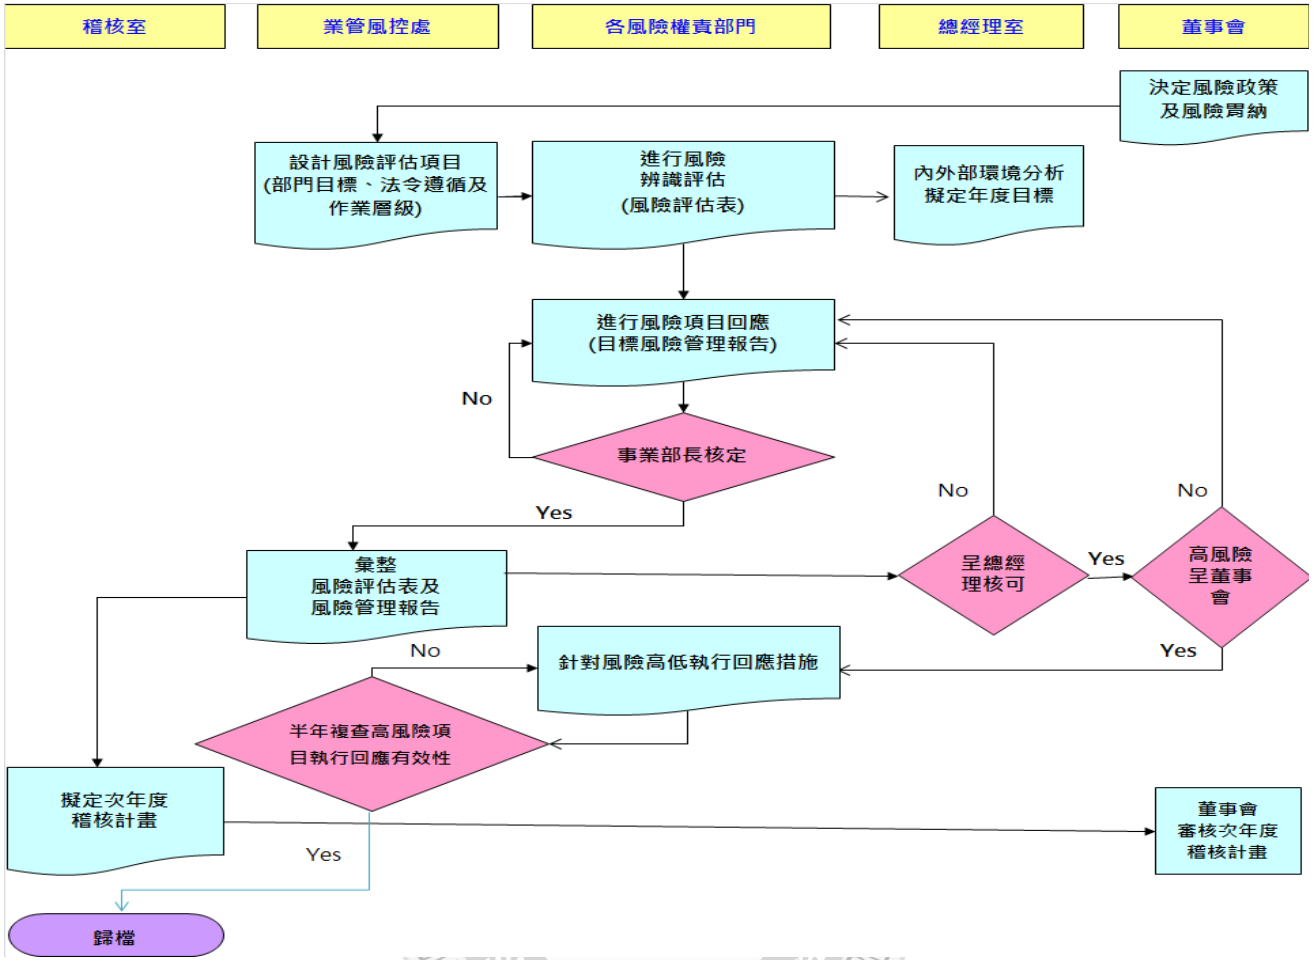 稽核室
業管風控處
各風險權責部門
總經理室
董事會
決定風險政策
及風險胃納
設計風險評估項目
(部門目標、法令遵循及
作業層級)
進行風險
辨識評估
(風險評估表)
內外部環境分析
擬定年度目標
進行風險項目回應
(目標風險管理報告)
No
事業部長核定
No
No
Yes
彙整
風險評估表及
風險管理報告
呈總經
理核可
Yes
高風險
呈董事
會
No
針對風險高低執行回應措施
Yes
半年複查高風險項
目執行回應有效性
擬定次年度
稽核計畫
董事會
審核次年度
稽核計畫
Yes
歸檔